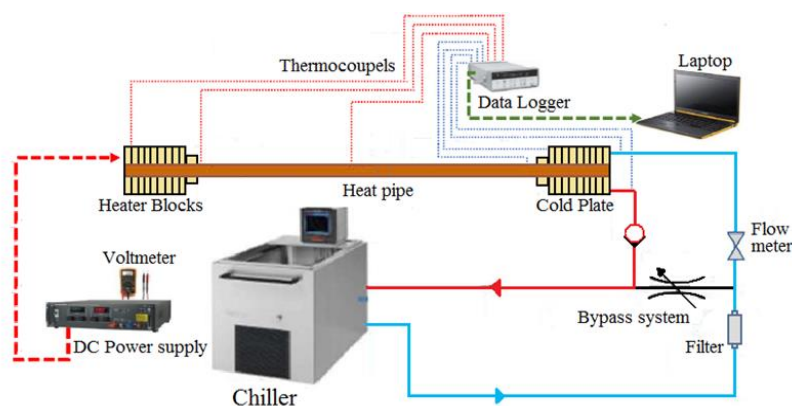 Thermocoupels
Laptop
Data Logger
Heater Blocks
Heat pipe
Cold Plate
Voltmeter
Flow
meter
Bypass system
DC Power supply
Filter
Chiller